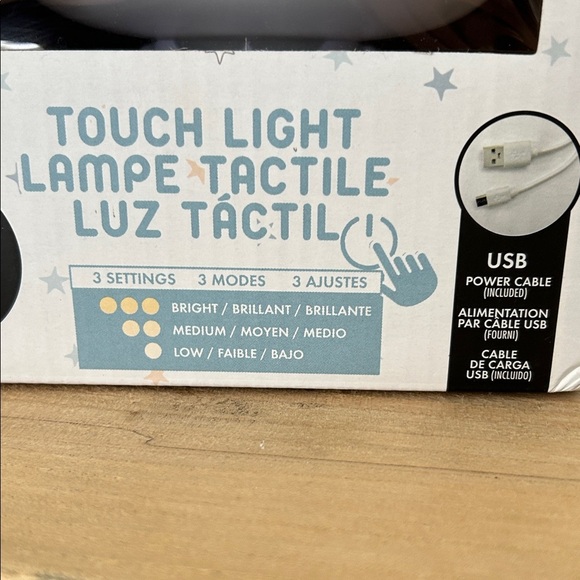 TOUCH LIGHT
LAMPE TACTILE
LUZ TÁCTIL
3 SETTINGS 3 MODES 3 AJUSTES
BRIGHT / BRILLANT / BRILLANTE
MEDIUM / MOYEN / MEDIO
LOW / FAIBLE / BAJO
USB
POWER CABLE
(INCLUDED)
ALIMENTATION
PAR CÂBLE USB
(FOURNI)
CABLE
DE CARGA
USB (INCLUIDO)